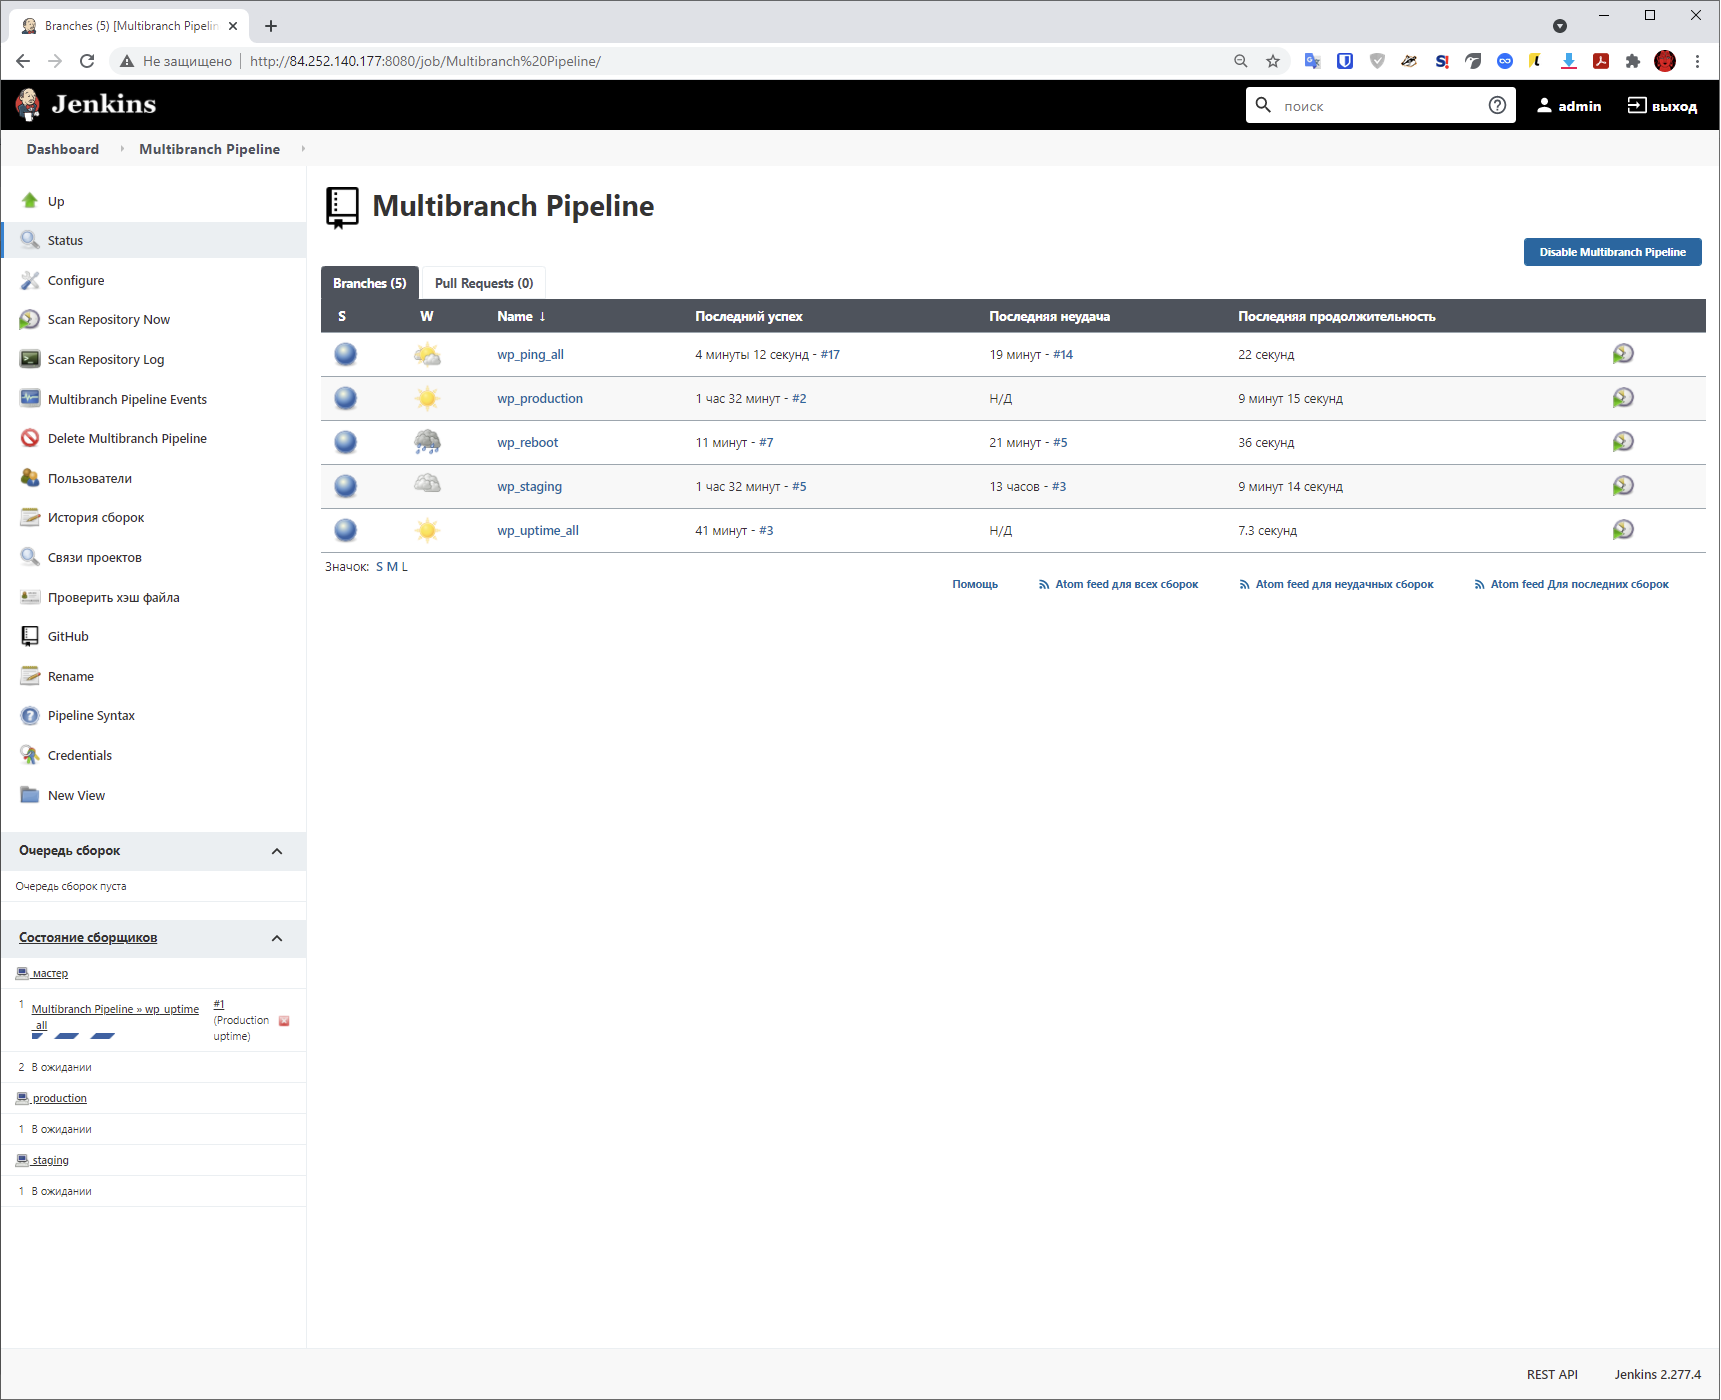 Branches (5) [Multibranch Pipelin
Не защищено http://84.252.140.177:8080/job/Multibranch%20Pipeline/
Jenkins
поиск
admin
выход
Dashboard Multibranch Pipeline
Up
Status
Configure
Scan Repository Now
Scan Repository Log
Multibranch Pipeline Events
Delete Multibranch Pipeline
Пользователи
История сборок
Связи проектов
Проверить хэш файла
GitHub
Rename
Pipeline Syntax
Credentials
New View
Очередь сборок
Очередь сборок пуста
Состояние сборщиков
мастер
1 Multibranch Pipeline » wp_uptime
_all
#1
(Production
uptime)
2 В ожидании
production
1 В ожидании
staging
1 В ожидании
Multibranch Pipeline
Disable Multibranch Pipeline
Branches (5) Pull Requests (0)
S W Name ↓ Последний успех Последняя неудача Последняя продолжительность
wp_ping_all 4 минуты 12 секунд - #17 19 минут - #14 22 секунд
wp_production 1 час 32 минут - #2 Н/Д 9 минут 15 секунд
wp_reboot 11 минут - #7 21 минут - #5 36 секунд
wp_staging 1 час 32 минут - #5 13 часов - #3 9 минут 14 секунд
wp_uptime_all 41 минут - #3 Н/Д 7.3 секунд
Значок: S M L
Помощь Atom feed для всех сборок Atom feed для неудачных сборок Atom feed Для последних сборок
REST API Jenkins 2.277.4